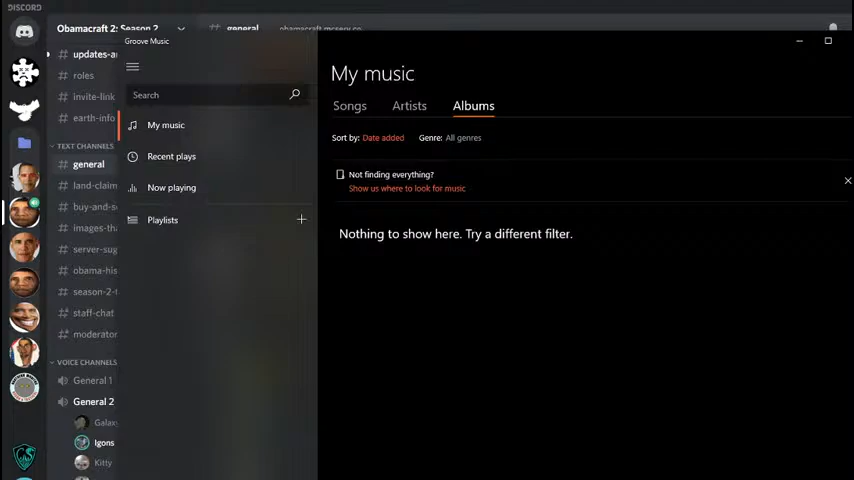 DISCORD
Obamacraft 2: Season 2
general
Groove Music
updates-a
roles
invite-link
earth-info
TEXT CHANNELS
general
land-claim
buy-and-s
images-th
server-sug
obama-his
season-2-
staff-chat
moderator
VOICE CHANNELS
General 1
General 2
Galax
Igons
Kitty
Search
My music
Recent plays
Now playing
Playlists
My music
Songs
Artists
Albums
Sort by: Date added
Genre: All genres
Not finding everything?
Show us where to look for music
Nothing to show here. Try a different filter.